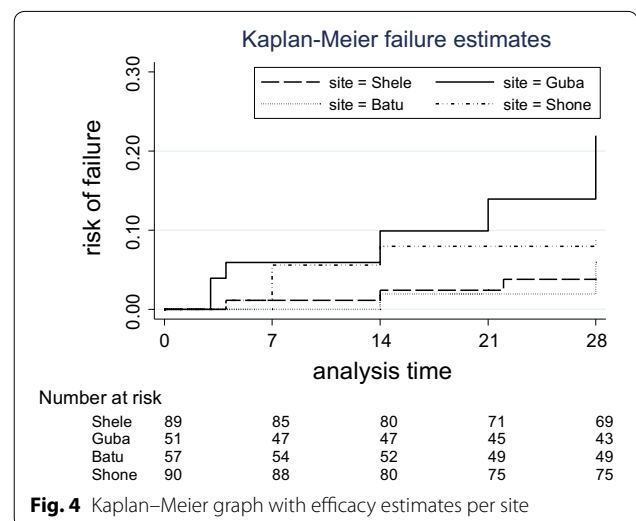 Kaplan-Meier failure estimates
site = Shele site = Guba
site = Batu site = Shone
risk of failure
0.30
0.20
0.10
0.00
0 7 14 21 28
analysis time
Number at risk
Shele 89 85 80 71 69
Guba 51 47 47 45 43
Batu 57 54 52 49 49
Shone 90 88 80 75 75
Fig. 4 Kaplan–Meier graph with efficacy estimates per site